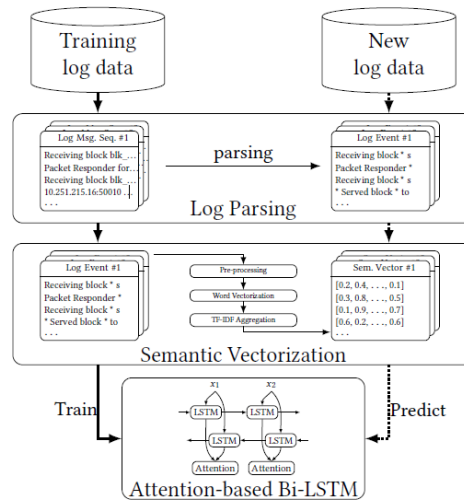 Training
log data
New
log data
Log Msg. Seq. #1
Receiving block blk_...
Packet Responder for...
Receiving block blk_...
10.251.215.16:50010 ...
. . .
parsing
Log Event #1
Receiving block * s
Packet Responder *
Receiving block * s
* Served block * to
. . .
Log Parsing
Log Event #1
Receiving block * s
Packet Responder *
Receiving block * s
* Served block * to
. . .
Pre-processing
Word Vectorization
TF-IDF Aggregation
Sem. Vector #1
[0.2, 0.4, . . . , 0.1]
[0.3, 0.8, . . . , 0.5]
[0.1, 0.9, . . . , 0.7]
[0.6, 0.2, . . . , 0.6]
. . .
Semantic Vectorization
Train
Predict
x1 x2
LSTM LSTM
LSTM LSTM
Attention Attention
Attention-based Bi-LSTM